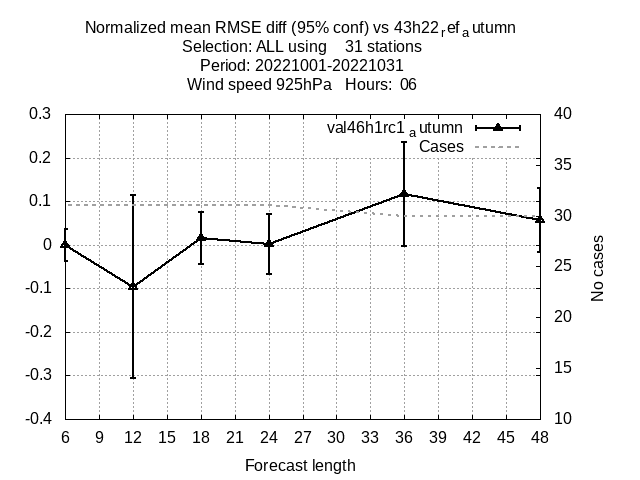 Normalized mean RMSE diff (95% conf) vs 43h22ref autumn
Selection: ALL using 31 stations
Period: 20221001-20221031
Wind speed 925hPa Hours: 06
0.3
0.2
0.1
0
-0.1
-0.2
-0.3
-0.4
40
35
30
25
20
15
10
val46h1rc1autumn
Cases
No cases
6 9 12 15 18 21 24 27 30 33 36 39 42 45 48
Forecast length